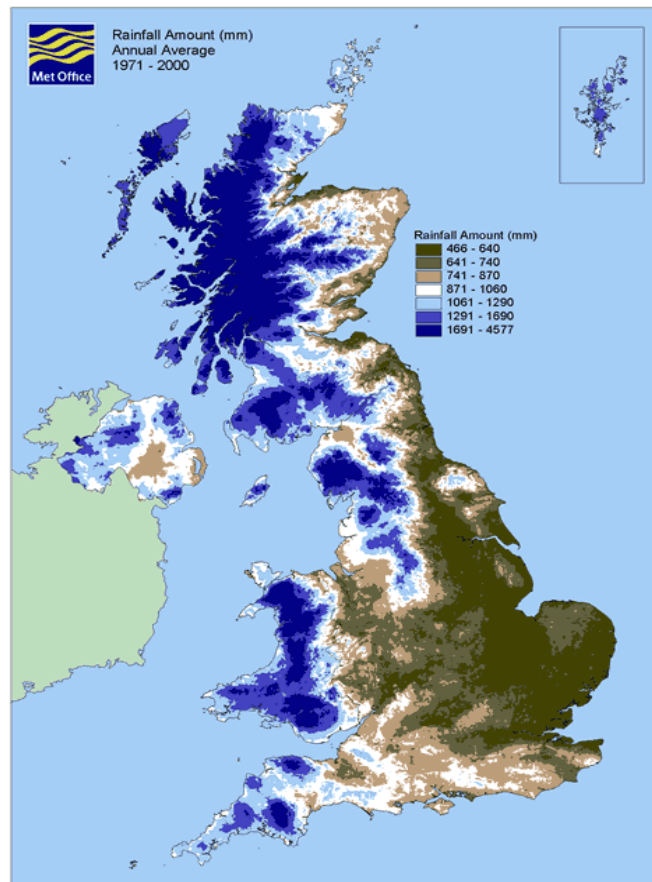 Met Office
Rainfall Amount (mm)
Annual Average
1971 - 2000
Rainfall Amount (mm)
466 - 640
641 - 740
741 - 870
871 - 1060
1061 - 1290
1291 - 1690
1691 - 4577